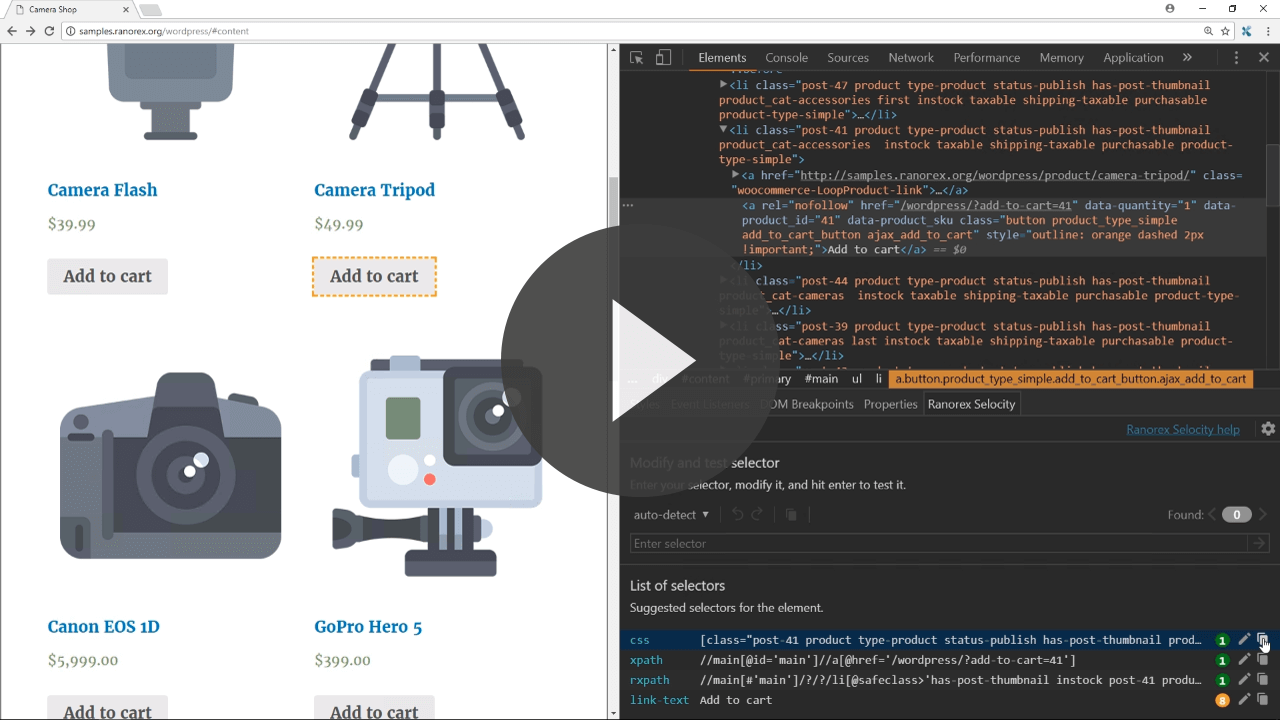 Camera Shop
samples.ranorex.org/wordpress/#content
Camera Flash
$39.99
Add to cart
Camera Tripod
$49.99
Add to cart
Canon EOS 1D
$5,999.00
Add to cart
GoPro Hero 5
$399.00
Add to cart
Elements Console Sources Network Performance Memory Application »
::before
<li class="post-47 product type-product status-publish has-post-thumbnail
product_cat-accessories first instock taxable shipping-taxable purchasable
product-type-simple">…</li>
<li class="post-41 product type-product status-publish has-post-thumbnail
product_cat-accessories instock taxable shipping-taxable purchasable product-
type-simple">
<a href="http://samples.ranorex.org/wordpress/product/camera-tripod/" class=
"woocommerce-LoopProduct-link">…</a>
<a rel="nofollow" href="/wordpress/?add-to-cart=41" data-quantity="1" data-
product_id="41" data-product_sku class="button product_type_simple
add_to_cart_button ajax_add_to_cart" style="outline: orange dashed 2px
!important;">Add to cart</a> == $0
</li>
<li class="post-44 product type-product status-publish has-post-thumbnail
product_cat-cameras instock taxable shipping-taxable purchasable product-type-
simple">…</li>
<li class="post-39 product type-product status-publish has-post-thumbnail
product_cat-cameras last instock taxable shipping-taxable purchasable product-
type-simple">…</li>
... div #content #primary #main ul li a.button.product_type_simple.add_to_cart_button.ajax_add_to_cart
Event Listeners DOM Breakpoints Properties Ranorex Selocity
Ranorex Selocity help
Modify and test selector
Enter your selector, modify it, and hit enter to test it.
auto-detect Found: 0
Enter selector
List of selectors
Suggested selectors for the element.
css [class="post-41 product type-product status-publish has-post-thumbnail prod… 1
xpath //main[@id='main']//a[@href='/wordpress/?add-to-cart=41'] 1
rxpath //main[#'main']/?/?/li[@safeclass>'has-post-thumbnail instock post-41 produ… 1
link-text Add to cart 8